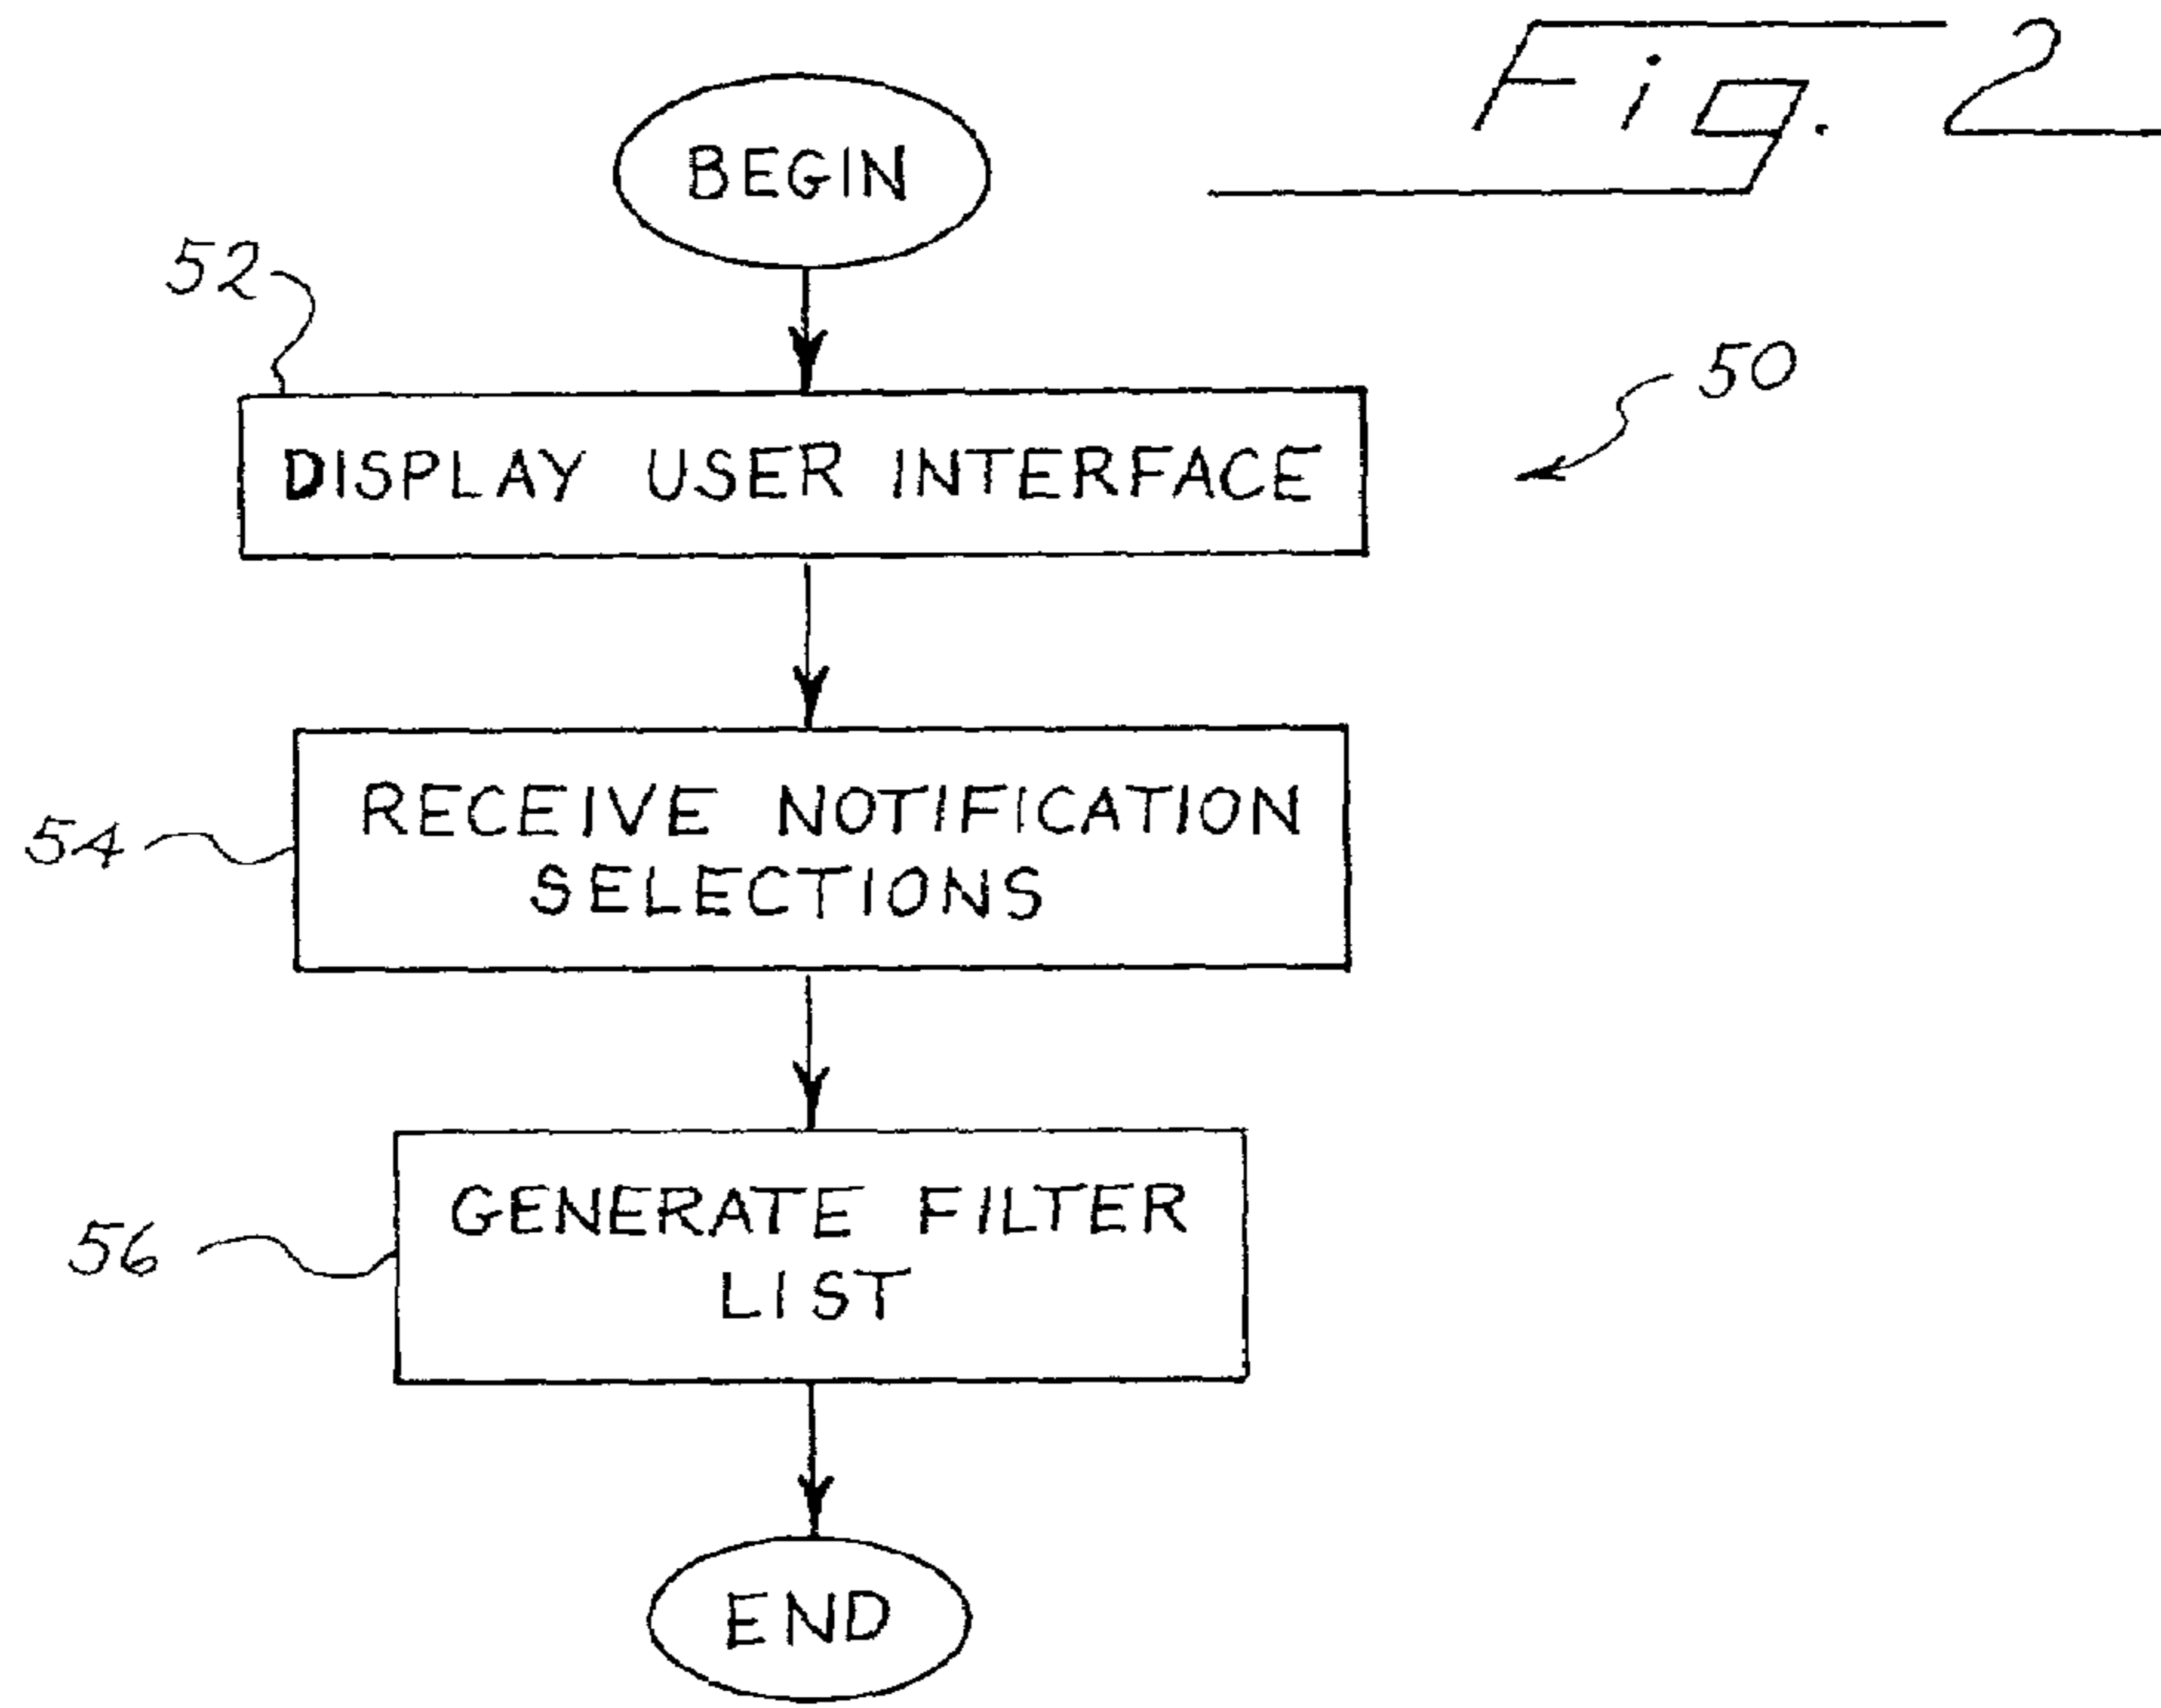 Fig. 2
BEGIN
52
50
DISPLAY USER INTERFACE
54
RECEIVE NOTIFICATION
SELECTIONS
56
GENERATE FILTER
LIST
END